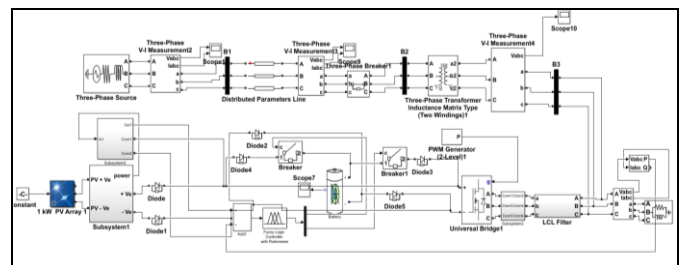 Three-Phase
V-I Measurement2
Three-Phase
V-I Measurement3
Three-Phase
V-I Measurement4
Scope10
Vabc
Iabc
A
B
C
a
b
c
B1
Scope9
Three-Phase Breaker1
B2
B3
Three-Phase Source
Distributed Parameters Line
Three-Phase Transformer
Inductance Matrix Type
(Two Windings)1
Subsystem
power
PV + Ve
PV - Ve
+ Ve
- Ve
-C-
onstant
1 kW
PV Array 1
Subsystem1
Diode
Diode1
Diode2
Diode4
Breaker
Scope7
Battery
Breaker1
Diode3
Diode5
P
PWM Generator
(2-Level)1
Fuzzy Logic
Controller
with Ruleviewer
g
Universal Bridge1
Subsystem2
LCL Filter
Vabc P
Iabc Q